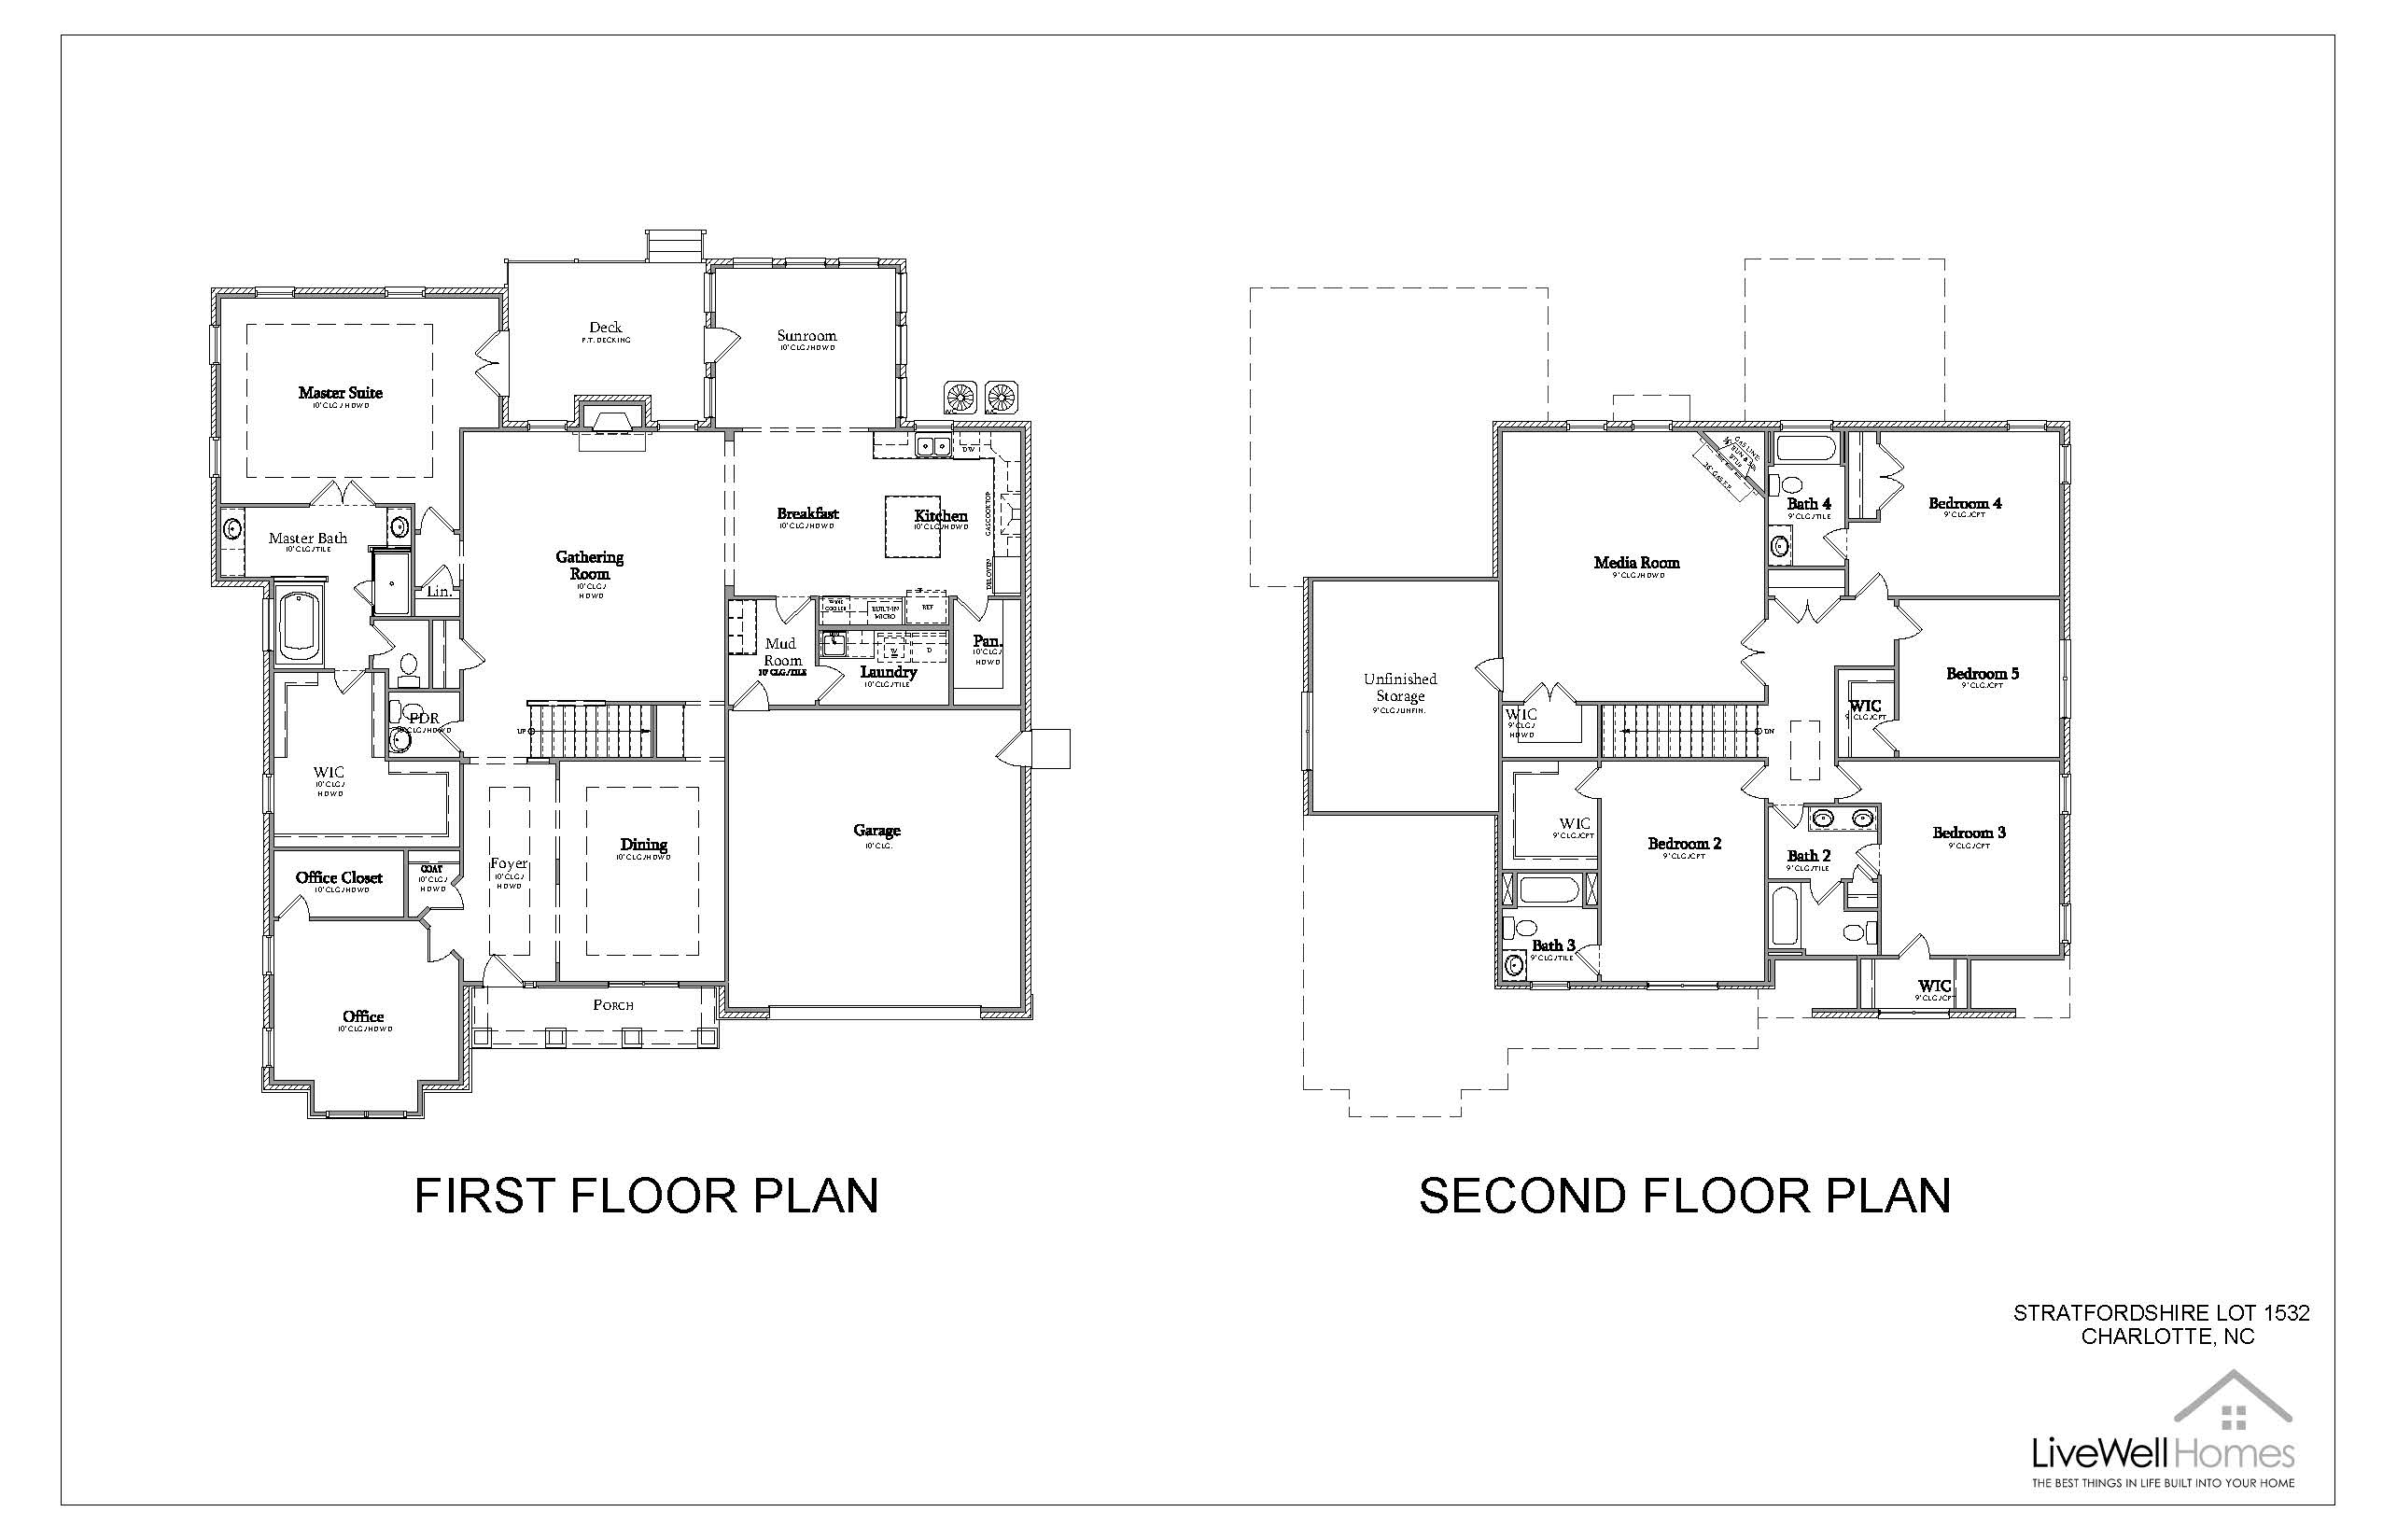 Deck
P.T. DECKING
Sunroom
10' CLG./HDWD
Master Suite
10' CLG./HDWD
DW
GAS COOKTOP
Breakfast
10' CLG./HDWD
Kitchen
10' CLG./HDWD
Master Bath
10' CLG./TILE
Gathering
Room
10' CLG./
HDWD
DBL OVEN
Lin.
WINE
COOLER
BUILT-IN
MICRO
REF
Mud
Room
10' CLG./TILE
W
D
Laundry
10' CLG./TILE
Pan.
10' CLG./
HDWD
PDR
10' CLG./HDWD
UP
WIC
10' CLG./
HDWD
Garage
10' CLG.
Dining
10' CLG./HDWD
Foyer
10' CLG./
HDWD
COAT
10' CLG./
HDWD
Office Closet
10' CLG./HDWD
PORCH
Office
10' CLG./HDWD
FIRST FLOOR PLAN
GAS LINE
STUB
36" GAS F.P.
Bath 4
9' CLG./TILE
Bedroom 4
9' CLG./CPT
Media Room
9' CLG./HDWD
Unfinished
Storage
9' CLG./UNFIN.
Bedroom 5
9' CLG./CPT
WIC
9' CLG./CPT
WIC
9' CLG./
HDWD
DN
WIC
9' CLG./CPT
Bedroom 2
9' CLG./CPT
Bath 2
9' CLG./TILE
Bedroom 3
9' CLG./CPT
Bath 3
9' CLG./TILE
WIC
9' CLG./CPT
SECOND FLOOR PLAN
STRATFORDSHIRE LOT 1532
CHARLOTTE, NC
LiveWellHomes
THE BEST THINGS IN LIFE BUILT INTO YOUR HOME